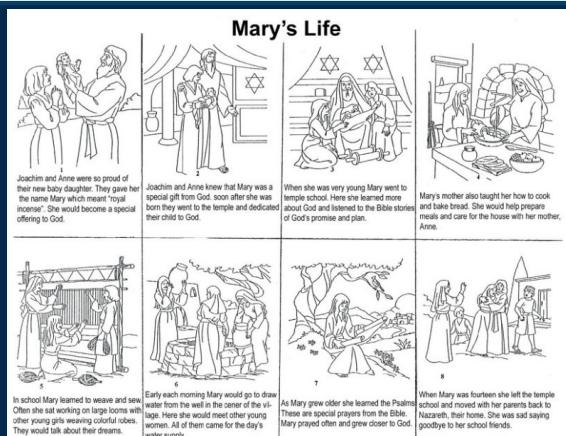 Mary's Life
1
Joachim and Anne were so proud of
their new baby daughter. They gave her
the name Mary which meant "royal
incense". She would become a special
offering to God.
2
Joachim and Anne knew that Mary was a
special gift from God. soon after she was
born they went to the temple and dedicated
their child to God.
3
When she was very young Mary went to
temple school. Here she learned more
about God and listened to the Bible stories
of God's promise and plan.
4
Mary's mother also taught her how to cook
and bake bread. She would help prepare
meals and care for the house with her mother,
Anne.
5
In school Mary learned to weave and sew.
Often she sat working on large looms with
other young girls weaving colorful robes.
They would talk about their dreams.
6
Early each morning Mary would go to draw
water from the well in the cener of the vil-
lage. Here she would meet other young
women. All of them came for the day's
water supply.
7
As Mary grew older she learned the Psalms
These are special prayers from the Bible.
Mary prayed often and grew closer to God.
8
When Mary was fourteen she left the temple
school and moved with her parents back to
Nazareth, their home. She was sad saying
goodbye to her school friends.